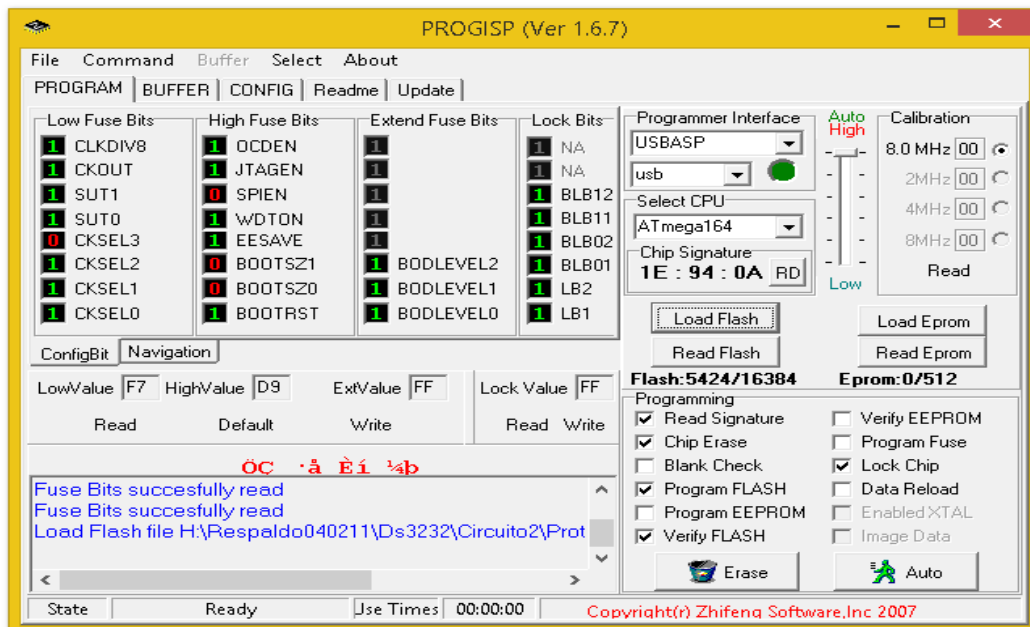 PROGISP (Ver 1.6.7)
File Command Buffer Select About
PROGRAM BUFFER CONFIG Readme Update
Low Fuse Bits
1 CLKDIV8
1 CKOUT
1 SUT1
1 SUT0
0 CKSEL3
1 CKSEL2
1 CKSEL1
1 CKSEL0
High Fuse Bits
1 OCDEN
1 JTAGEN
0 SPIEN
1 WDTON
1 EESAVE
0 BOOTSZ1
0 BOOTSZ0
1 BOOTRST
Extend Fuse Bits
1
1
1
1
1
1 BODLEVEL2
1 BODLEVEL1
1 BODLEVEL0
Lock Bits
1 NA
1 NA
1 BLB12
1 BLB11
1 BLB02
1 BLB01
1 LB2
1 LB1
ConfigBit Navigation
LowValue F7 HighValue D9 ExtValue FF
Read Default Write
Lock Value FF
Read Write
ÖC ·å Èí ¼þ
Fuse Bits succesfully read
Fuse Bits succesfully read
Load Flash file H:\Respaldo040211\Ds3232\Circuito2\Prot
Programmer Interface
USBASP
usb
Select CPU
ATmega164
Chip Signature
1E : 94 : 0A RD
Auto
High
Low
Calibration
8.0 MHz 00
2MHz 00
4MHz 00
8MHz 00
Read
Load Flash Load Eprom
Read Flash Read Eprom
Flash:5424/16384 Eprom:0/512
Programming
Read Signature
Chip Erase
Blank Check
Program FLASH
Program EEPROM
Verify FLASH
Verify EEPROM
Program Fuse
Lock Chip
Data Reload
Enabled XTAL
Image Data
Erase Auto
State Ready Use Times 00:00:00 Copyright(r) Zhifeng Software,Inc 2007